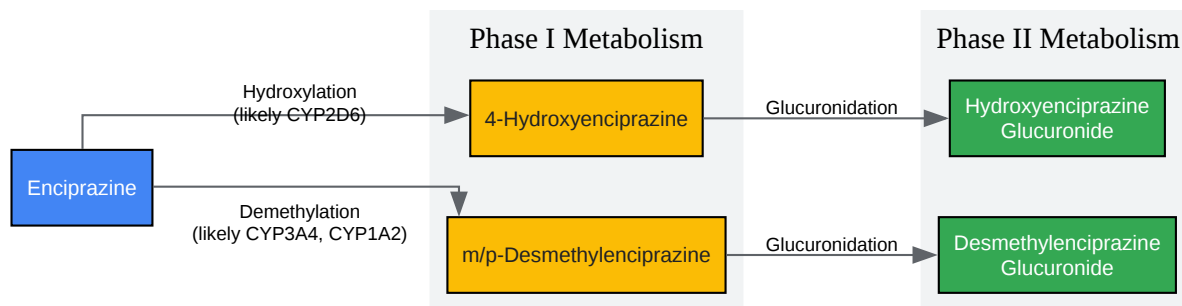 Phase I Metabolism
Phase II Metabolism
Hydroxylation
(likely CYP2D6)
4-Hydroxyenciprazine
Glucuronidation
Hydroxyenciprazine
Glucuronide
Enciprazine
Demethylation
(likely CYP3A4, CYP1A2)
m/p-Desmethylenciprazine
Glucuronidation
Desmethylenciprazine
Glucuronide